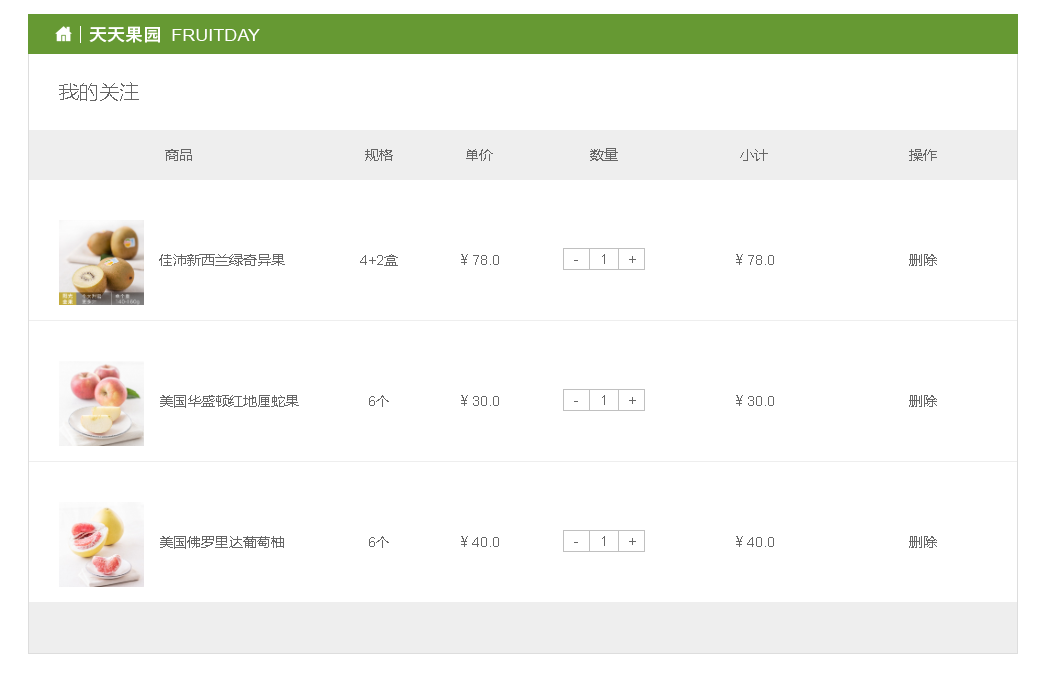 天天果园 FRUITDAY
我的关注
商品 规格 单价 数量 小计 操作
佳沛新西兰绿奇异果 4+2盒 ¥ 78.0 - 1 + ¥ 78.0 删除
美国华盛顿红地厘蛇果 6个 ¥ 30.0 - 1 + ¥ 30.0 删除
美国佛罗里达葡萄柚 6个 ¥ 40.0 - 1 + ¥ 40.0 删除